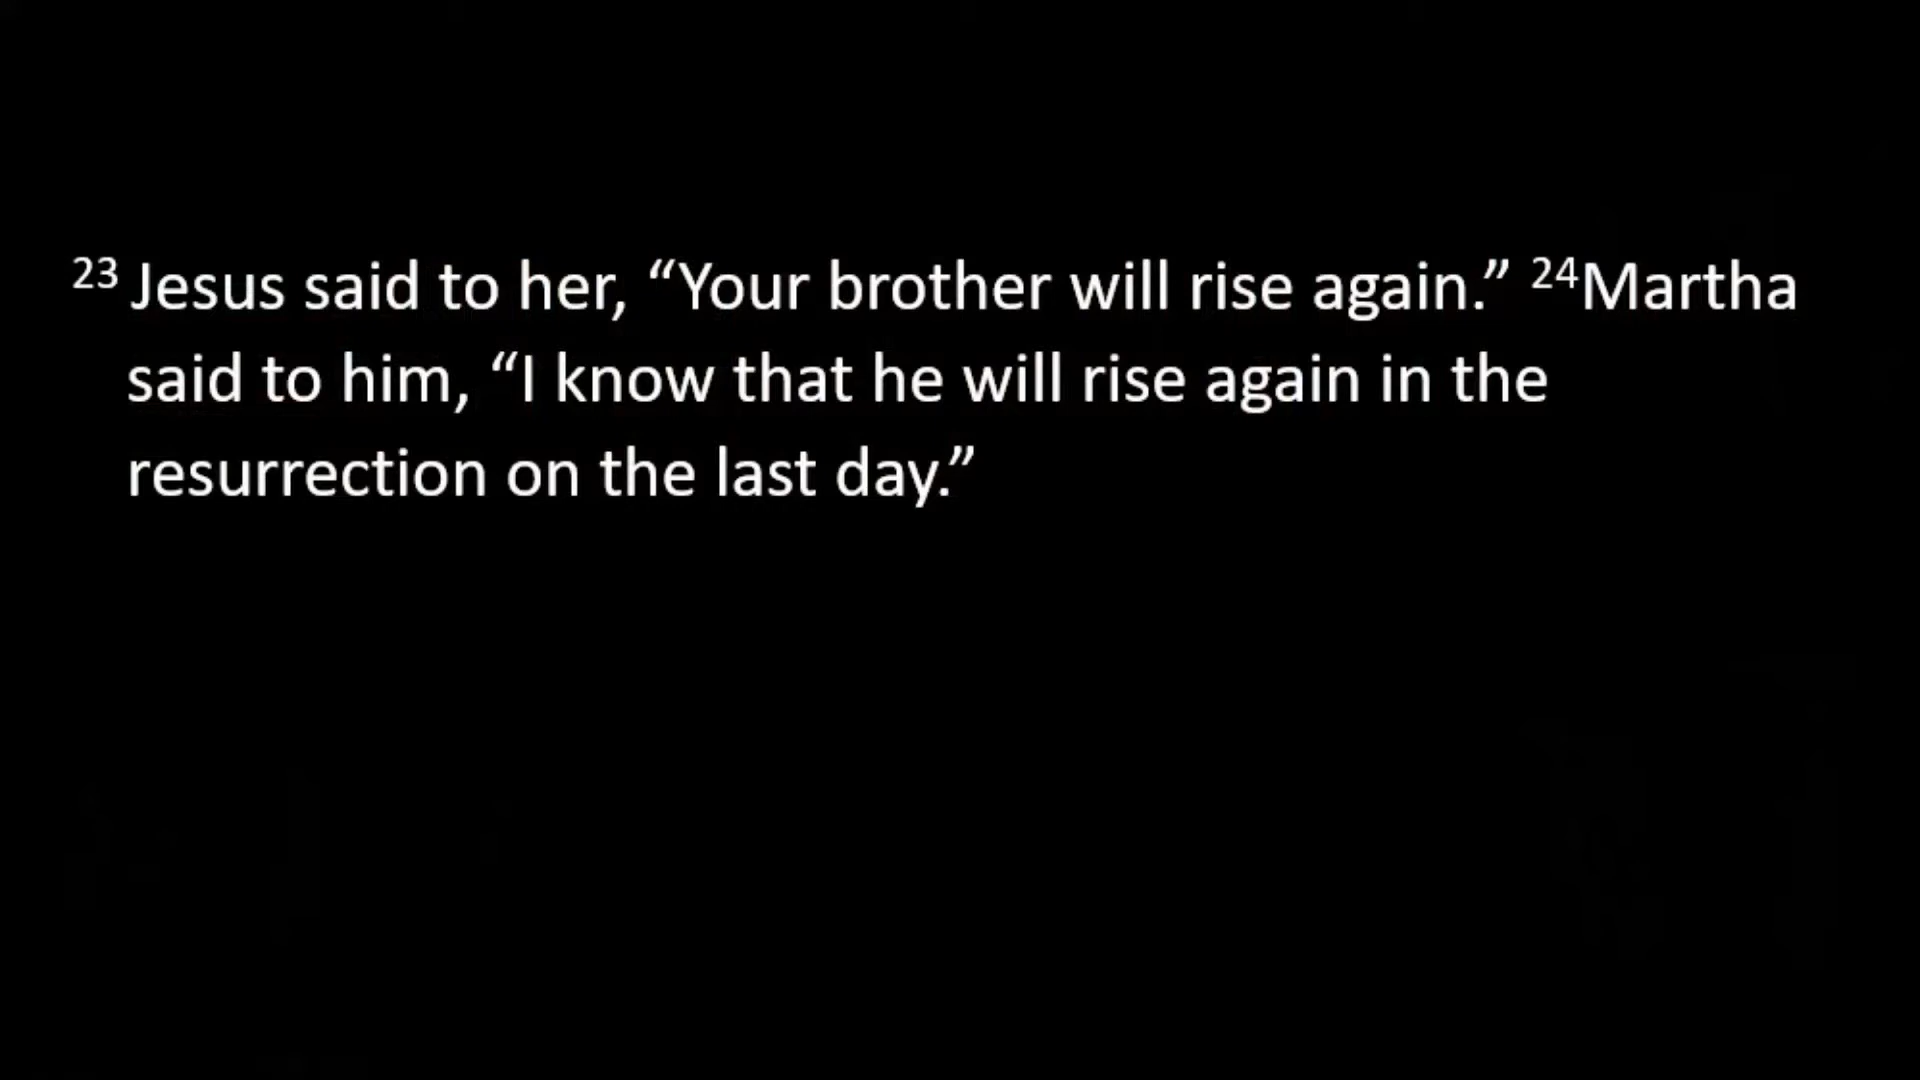 23 Jesus said to her, “Your brother will rise again.” 24Martha
said to him, “I know that he will rise again in the
resurrection on the last day.”